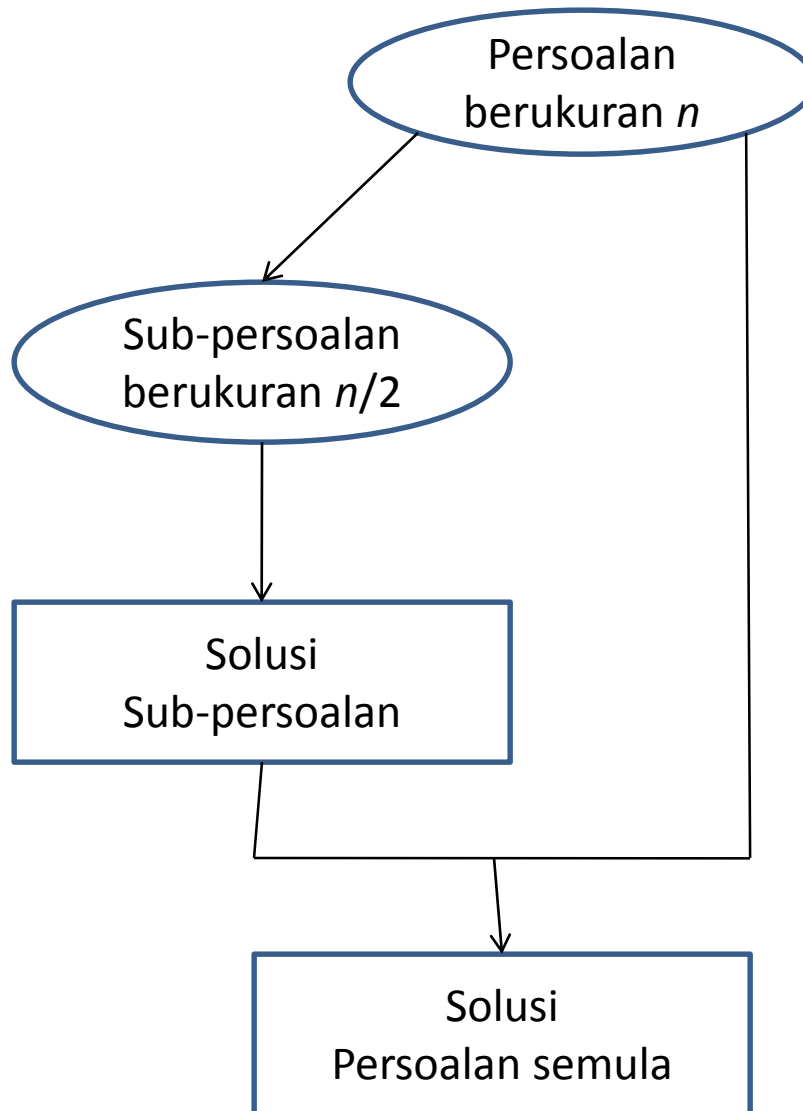 Persoalan
berukuran n
Sub-persoalan
berukuran n/2
Solusi
Sub-persoalan
Solusi
Persoalan semula